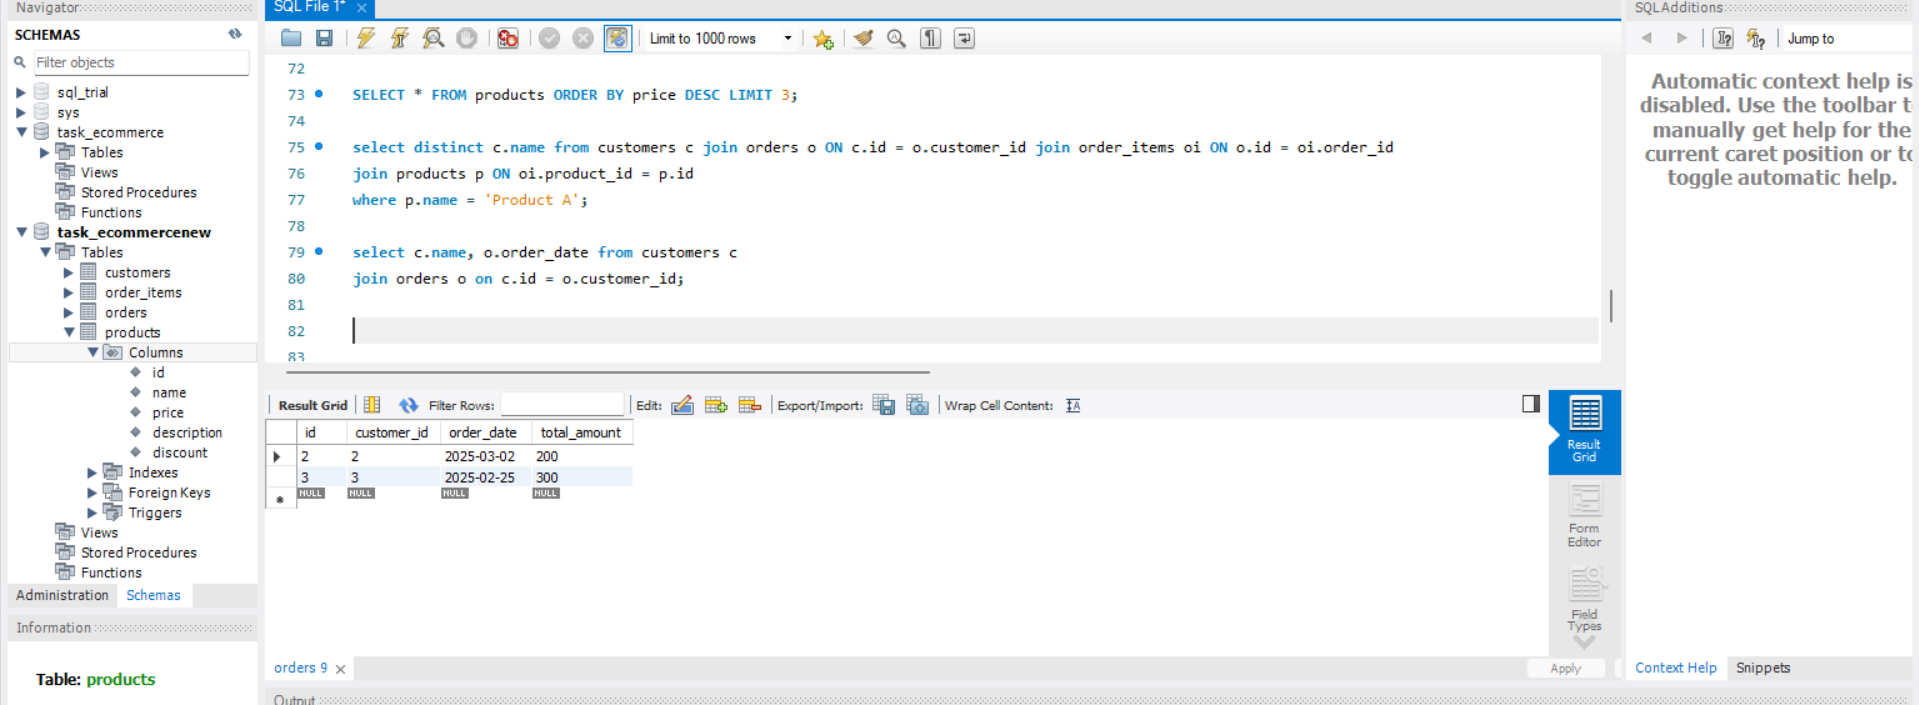 Navigator
SCHEMAS
Filter objects
sql_trial
sys
task_ecommerce
Tables
Views
Stored Procedures
Functions
task_ecommercenew
Tables
customers
order_items
orders
products
Columns
id
name
price
description
discount
Indexes
Foreign Keys
Triggers
Views
Stored Procedures
Functions
Administration Schemas
Information
Table: products
SQL File 1*
Limit to 1000 rows
72
73 SELECT * FROM products ORDER BY price DESC LIMIT 3;
74
75 select distinct c.name from customers c join orders o ON c.id = o.customer_id join order_items oi ON o.id = oi.order_id
76 join products p ON oi.product_id = p.id
77 where p.name = 'Product A';
78
79 select c.name, o.order_date from customers c
80 join orders o on c.id = o.customer_id;
81
82
83
Result Grid Filter Rows: Edit: Export/Import: Wrap Cell Content:
id customer_id order_date total_amount
2 2 2025-03-02 200
3 3 2025-02-25 300
NULL NULL NULL NULL
Result
Grid
Form
Editor
Field
Types
orders 9
Apply
Output
SQLAdditions
Jump to
Automatic context help is
disabled. Use the toolbar t
manually get help for the
current caret position or to
toggle automatic help.
Context Help Snippets